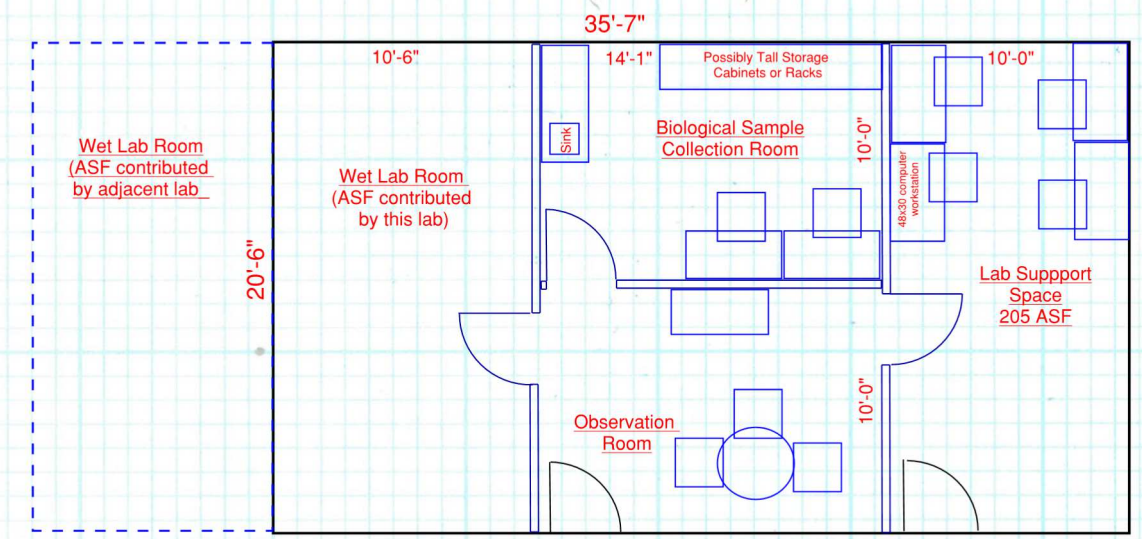 35'-7"
10'-6"
14'-1"
Possibly Tall Storage
Cabinets or Racks
10'-0"
Sink
Biological Sample
Collection Room
10'-0"
Wet Lab Room
(ASF contributed
by adjacent lab_
Wet Lab Room
(ASF contributed
by this lab)
48x30 computer
workstation
20'-6"
Lab Suppport
Space
205 ASF
10'-0"
Observation
Room